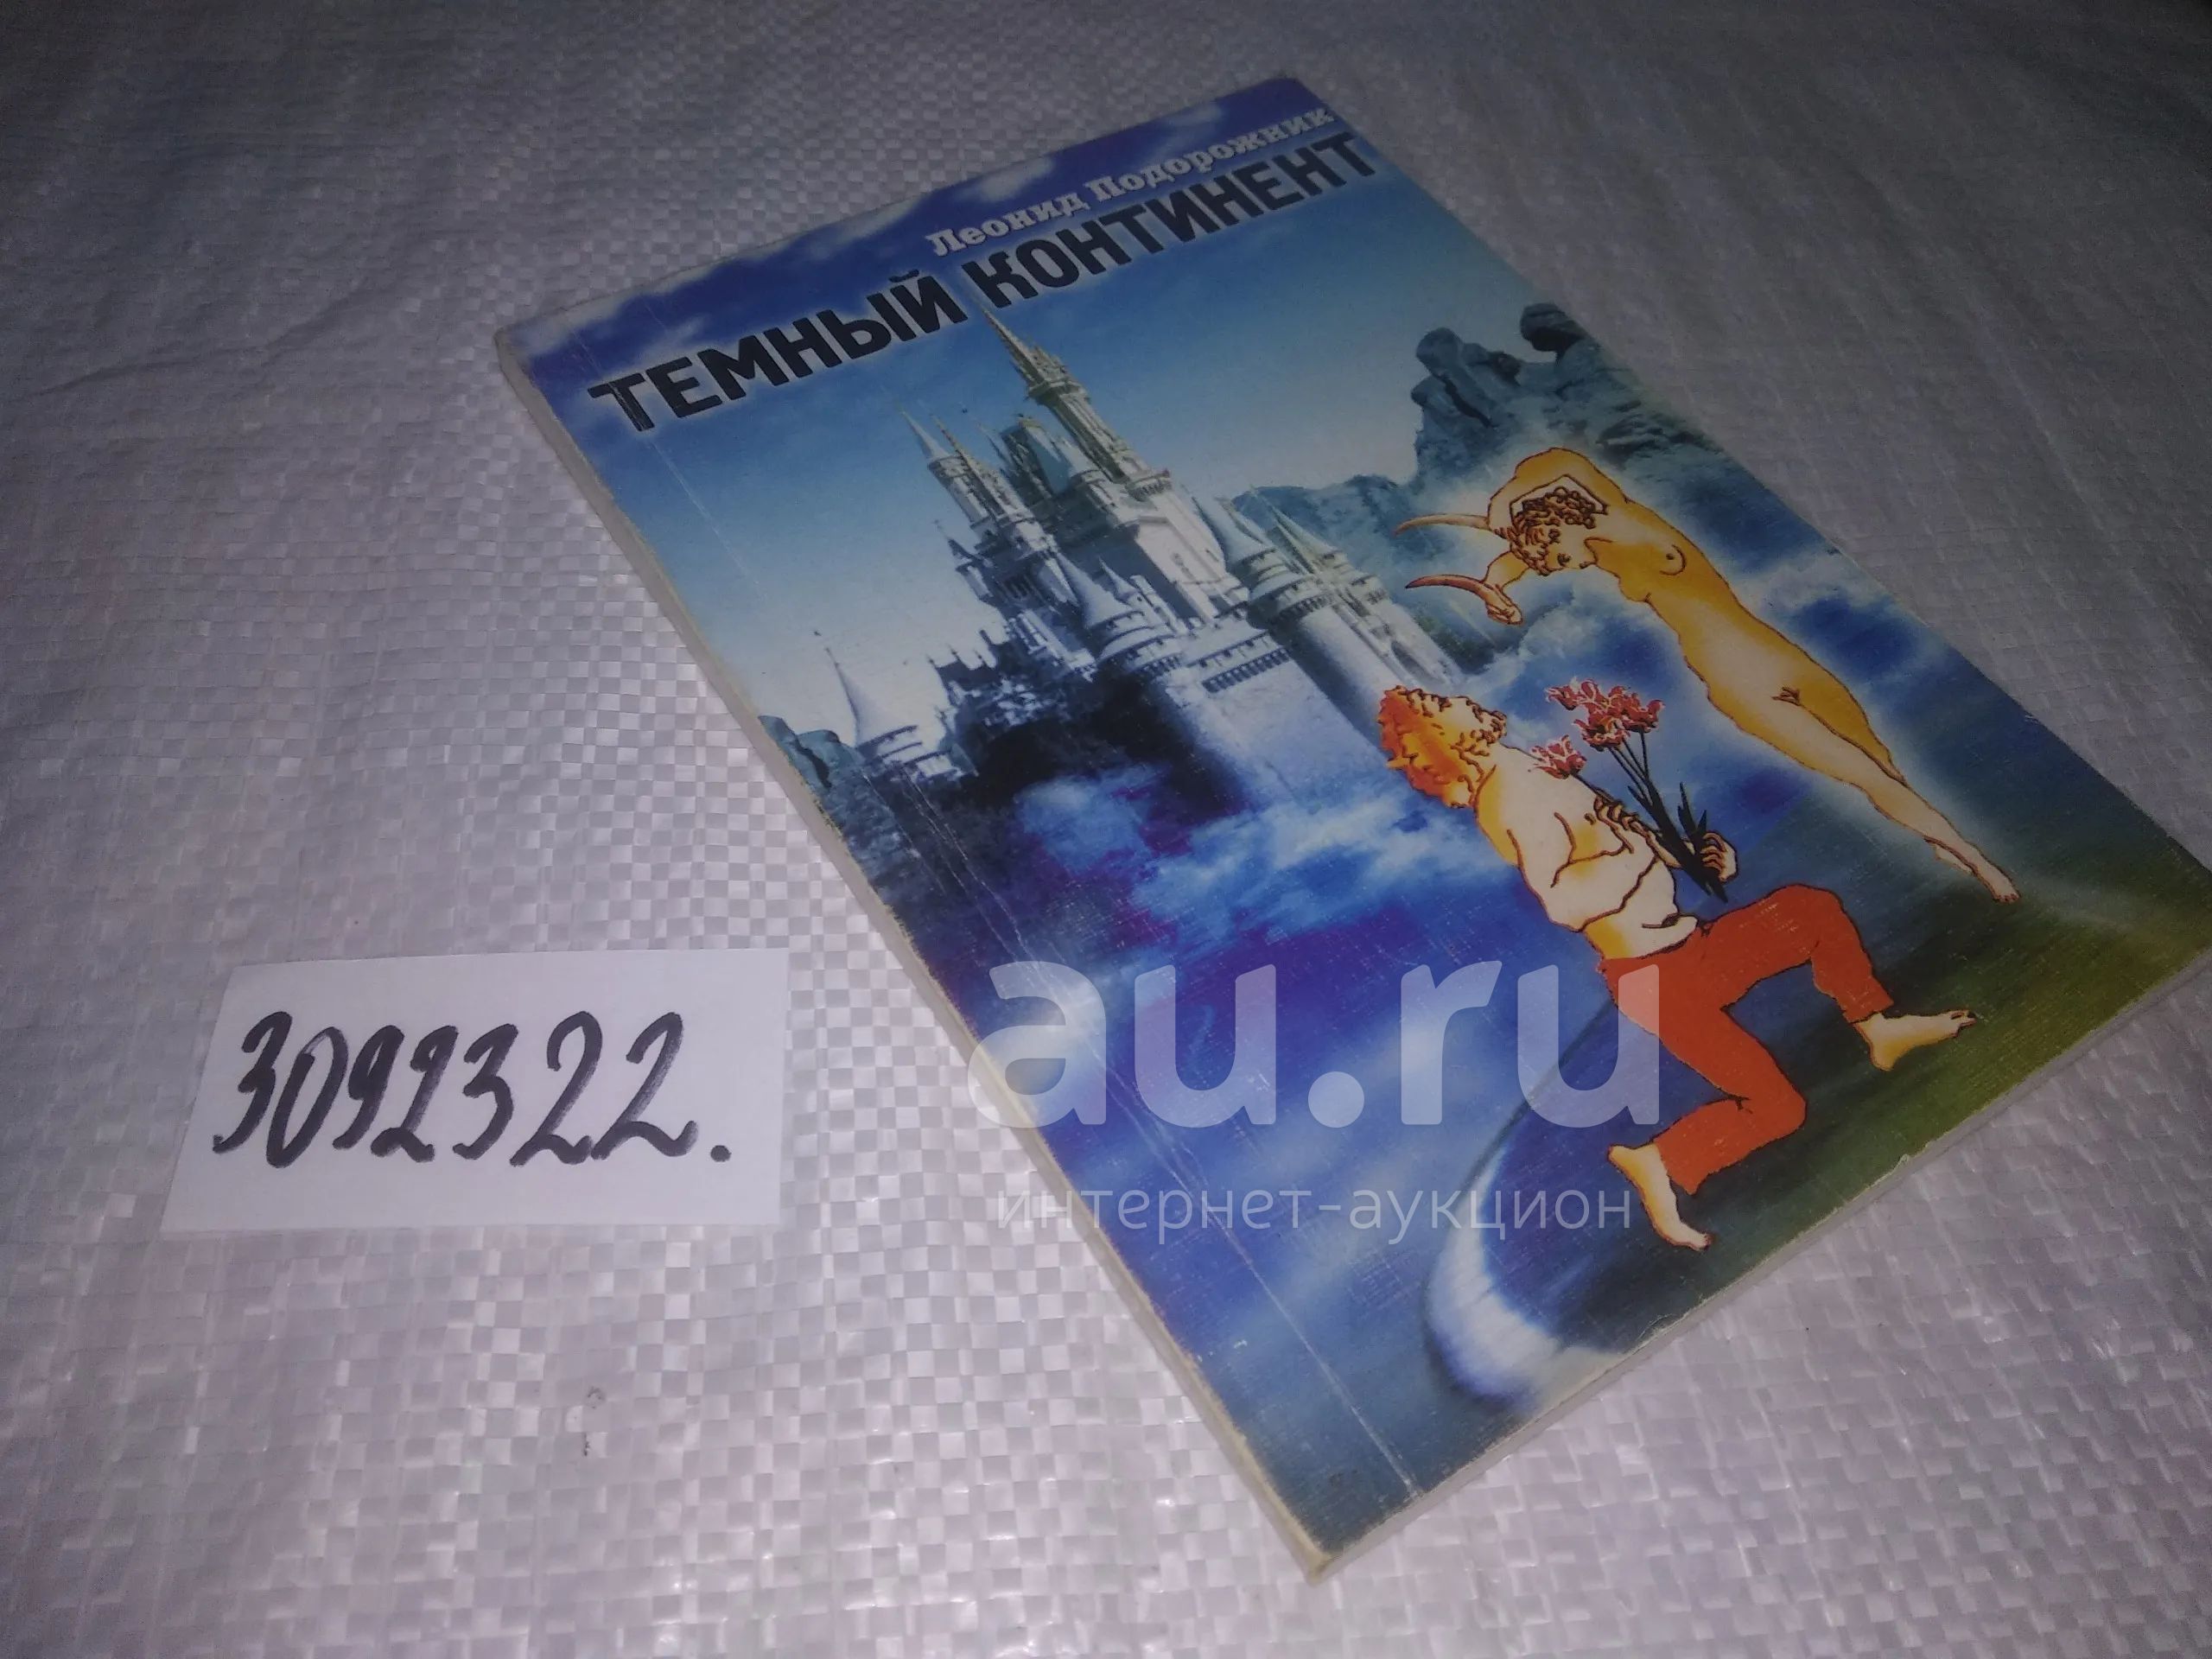 Леонид Подорожник
ТЕМНЫЙ КОНТИНЕНТ
3092322.
au.ru
интернет-аукцион